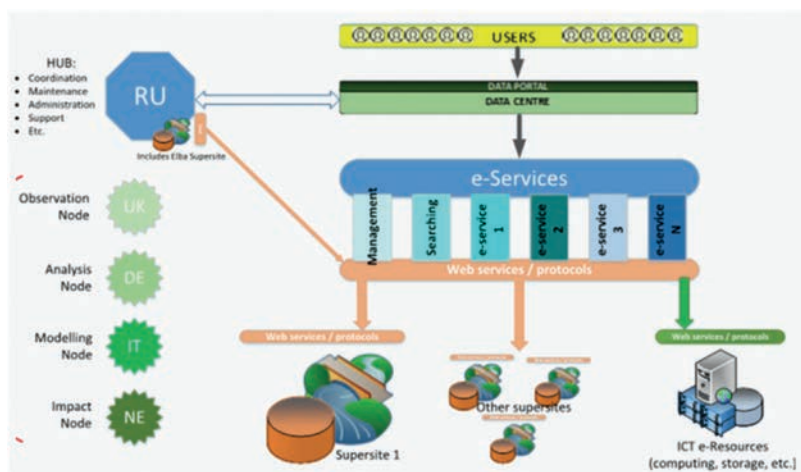 USERS
HUB:
• Coordination
• Maintenance
• Administration
• Support
• Etc.
RU
DATA PORTAL
DATA CENTRE
Includes Elba Supersite
e-Services
Management
Searching
e-service 1
e-service 2
e-service 3
e-service N
Web services / protocols
Observation
Node
UK
Analysis
Node
DE
Modelling
Node
IT
Impact
Node
NE
Web services / protocols
Supersite 1
Other supersites
Web services / protocols
ICT e-Resources
(computing, storage, etc.)